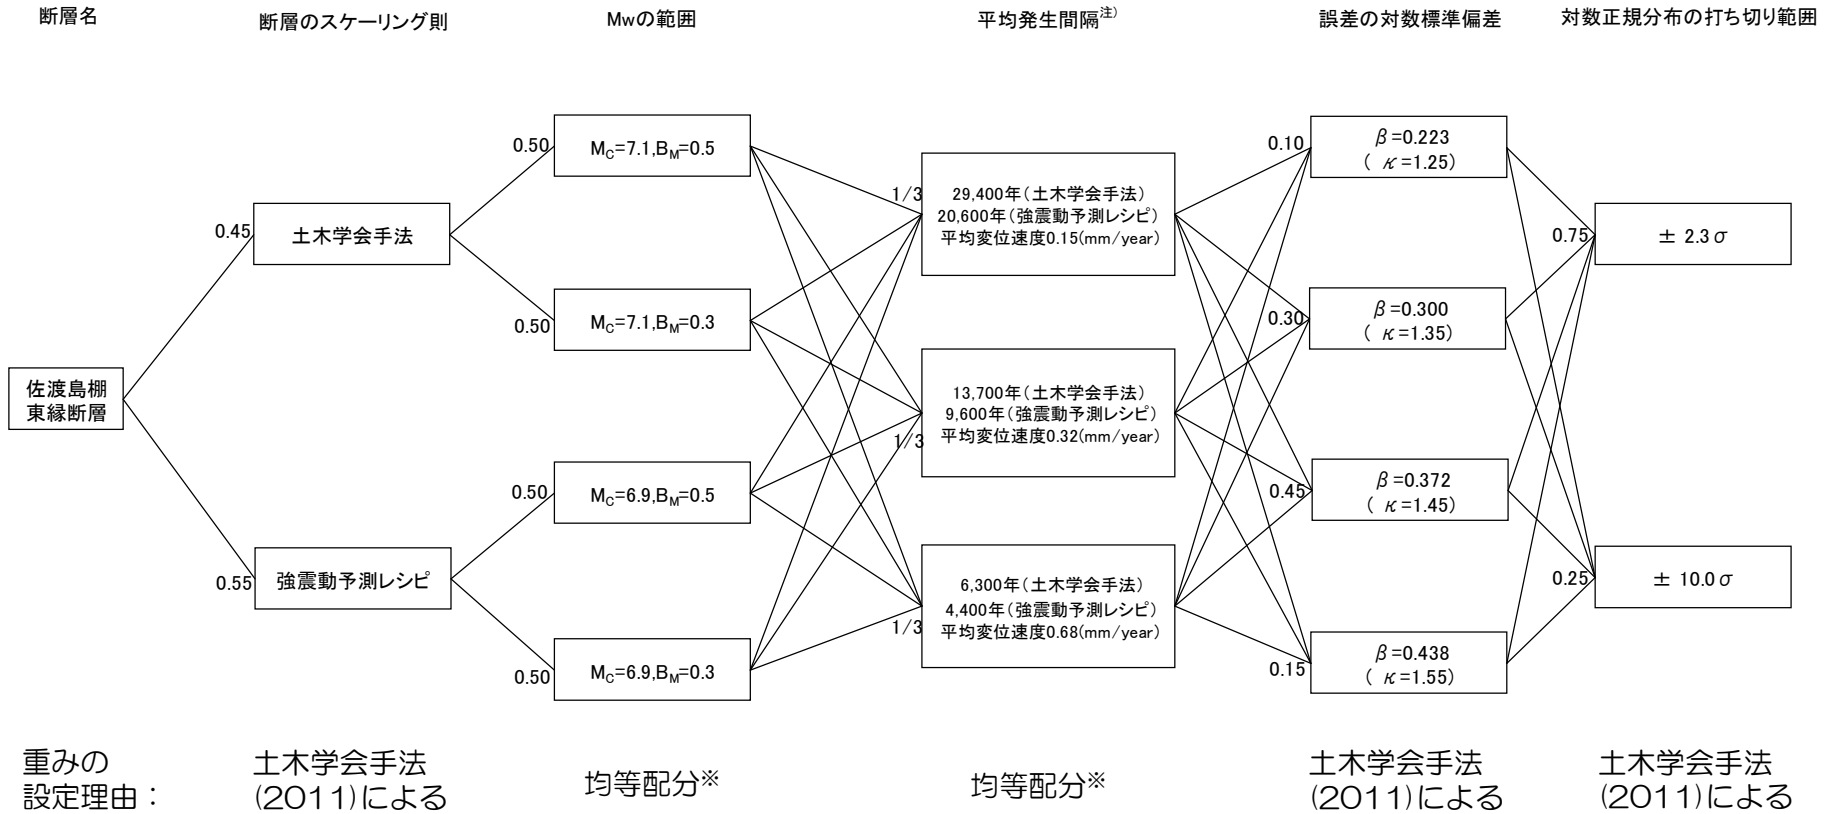 断層名
断層のスケーリング則
Mwの範囲
平均発生間隔注)
誤差の対数標準偏差
対数正規分布の打ち切り範囲
佐渡島棚
東縁断層
0.45
土木学会手法
0.55
強震動予測レシピ
0.50
MC=7.1,BM=0.5
0.50
MC=7.1,BM=0.3
0.50
MC=6.9,BM=0.5
0.50
MC=6.9,BM=0.3
1/3
29,400年(土木学会手法)
20,600年(強震動予測レシピ)
平均変位速度0.15(mm/year)
1/3
13,700年(土木学会手法)
9,600年(強震動予測レシピ)
平均変位速度0.32(mm/year)
1/3
6,300年(土木学会手法)
4,400年(強震動予測レシピ)
平均変位速度0.68(mm/year)
0.10
β=0.223
( κ=1.25)
0.30
β=0.300
( κ=1.35)
0.45
β=0.372
( κ=1.45)
0.15
β=0.438
( κ=1.55)
0.75
± 2.3σ
0.25
± 10.0σ
重みの
設定理由：
土木学会手法
(2011)による
均等配分※
均等配分※
土木学会手法
(2011)による
土木学会手法
(2011)による